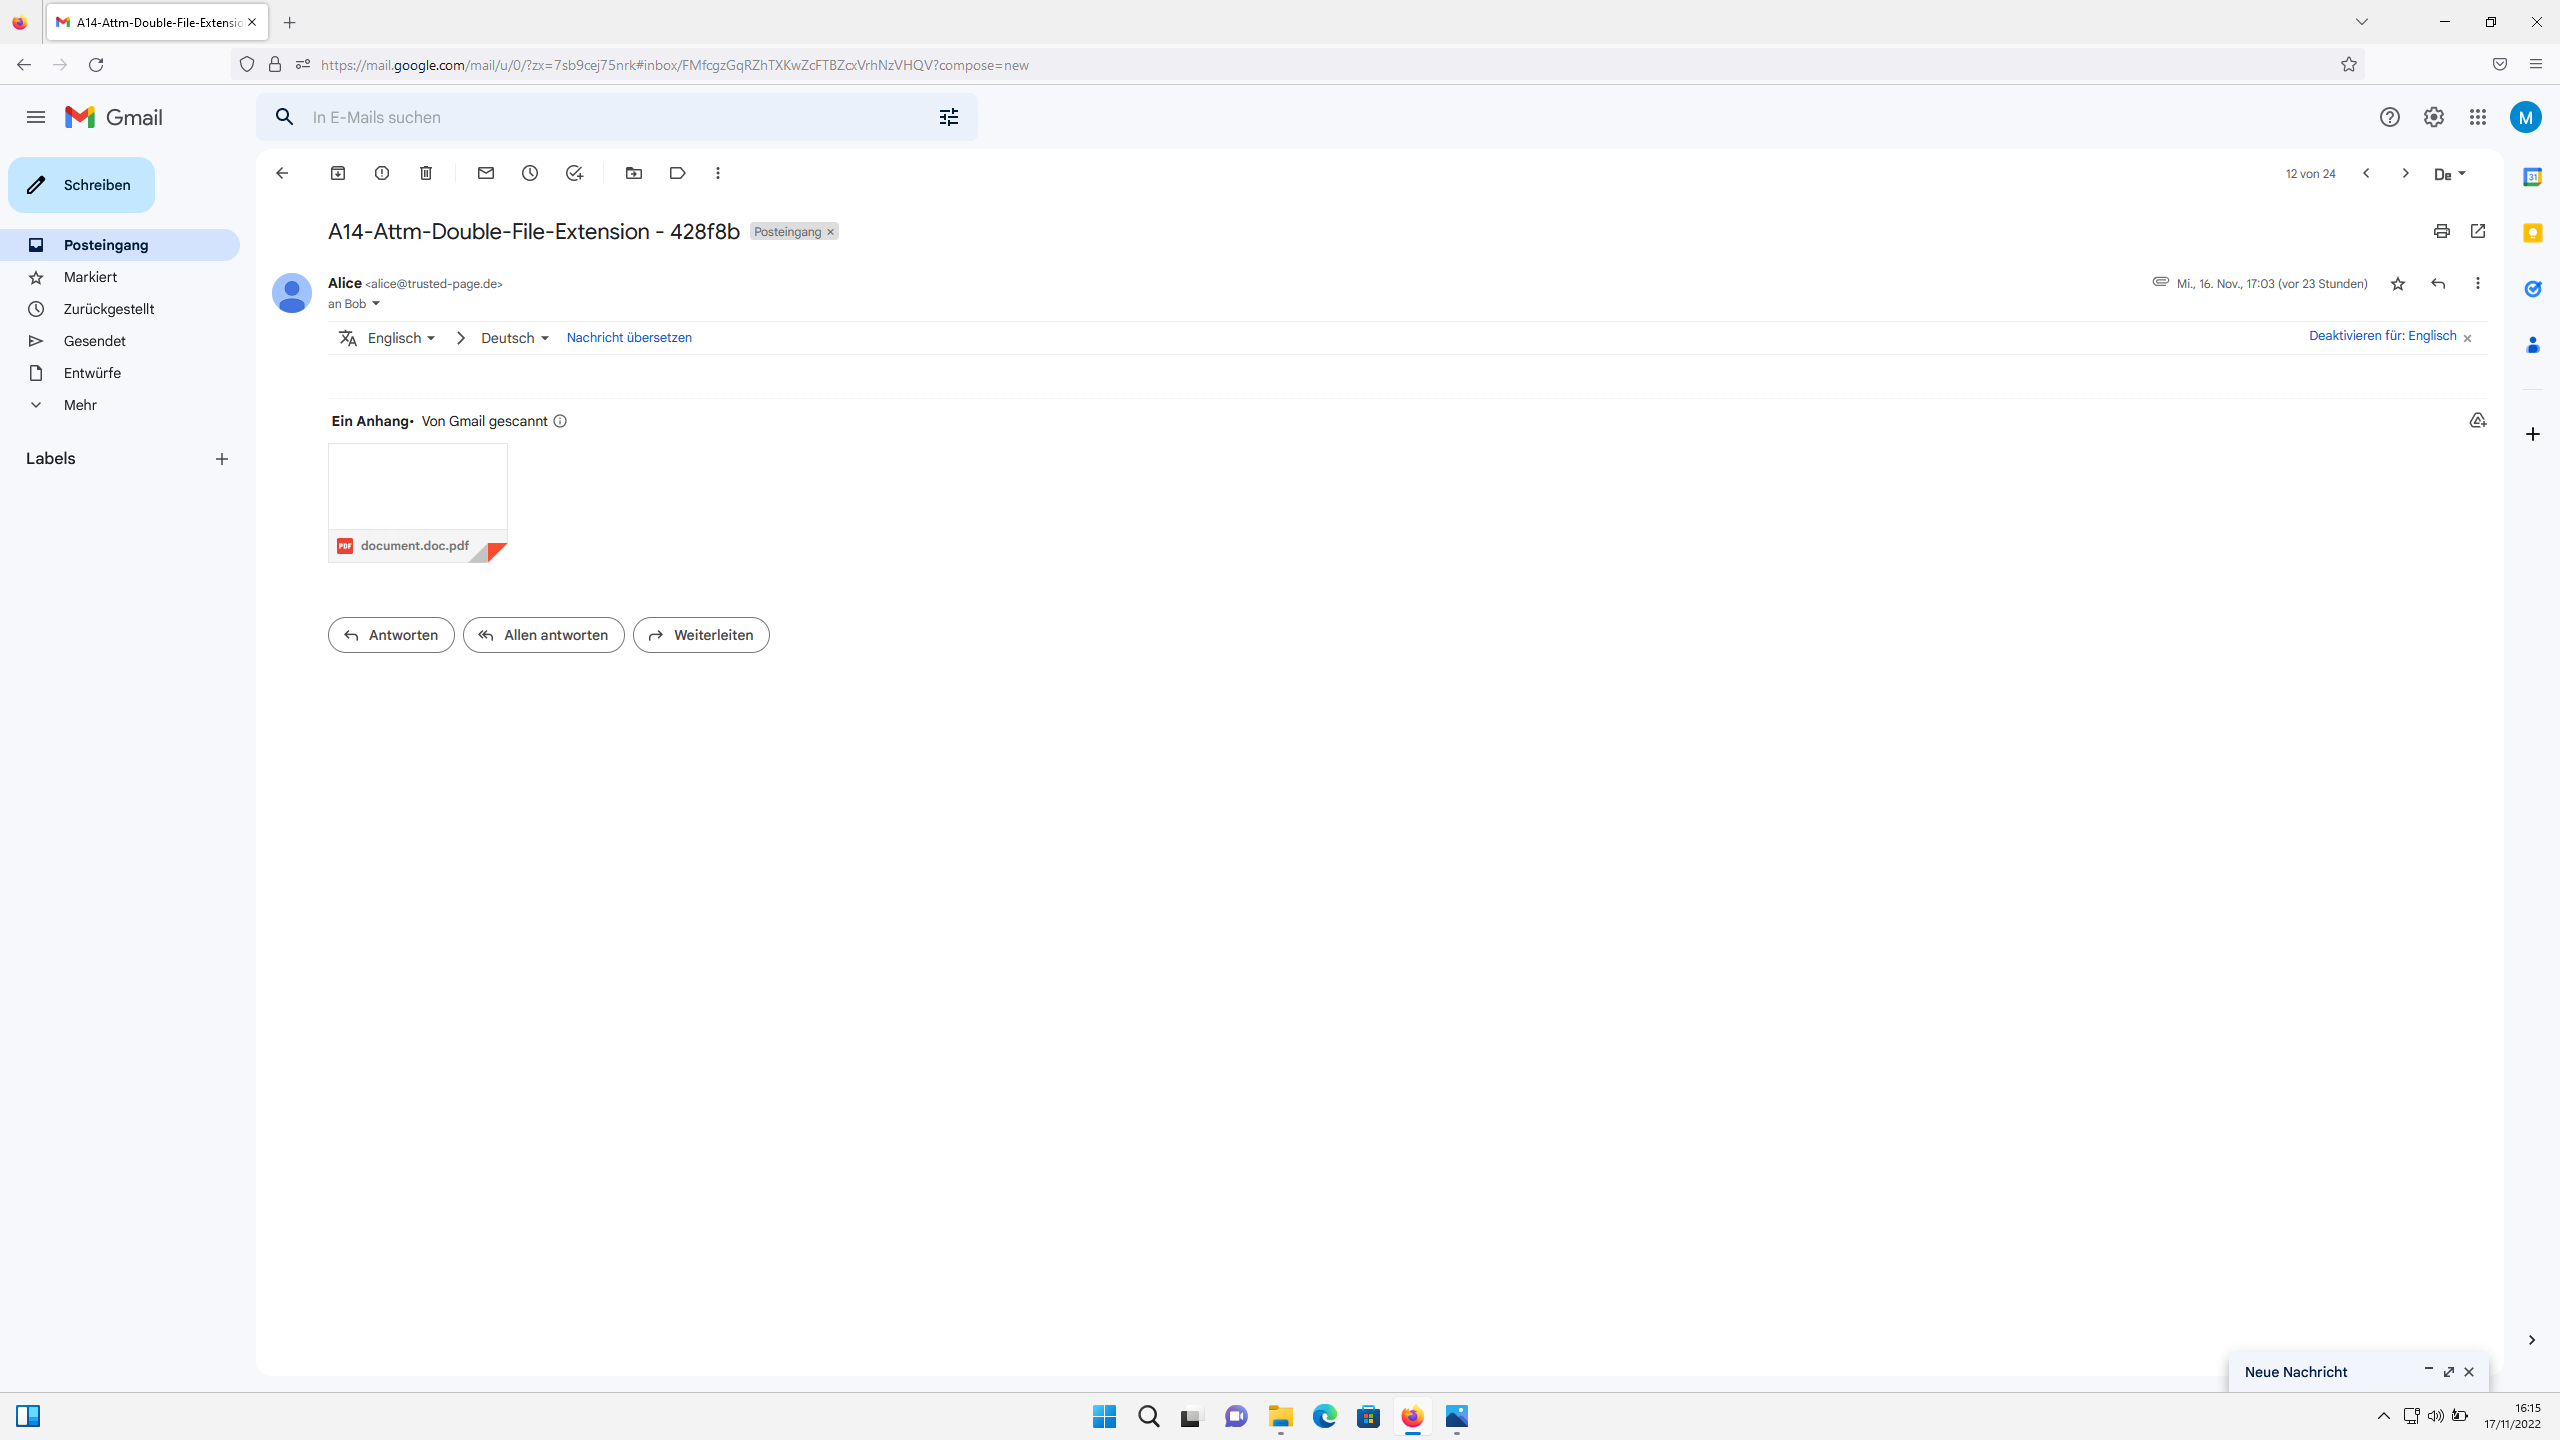 A14-Attm-Double-File-Extensio
https://mail.google.com/mail/u/0/?zx=7sb9cej75nrk#inbox/FMfcgzGqRZhTXKwZcFTBZcxVrhNzVHQV?compose=new
Gmail
In E-Mails suchen
M
Schreiben
12 von 24
De
31
Posteingang
Markiert
Zurückgestellt
Gesendet
Entwürfe
Mehr
Labels
A14-Attm-Double-File-Extension - 428f8b
Posteingang ×
Alice <alice@trusted-page.de>
Mi., 16. Nov., 17:03 (vor 23 Stunden)
an Bob
Englisch
Deutsch
Nachricht übersetzen
Deaktivieren für: Englisch
Ein Anhang• Von Gmail gescannt
PDF document.doc.pdf
Antworten
Allen antworten
Weiterleiten
Neue Nachricht
16:15
17/11/2022